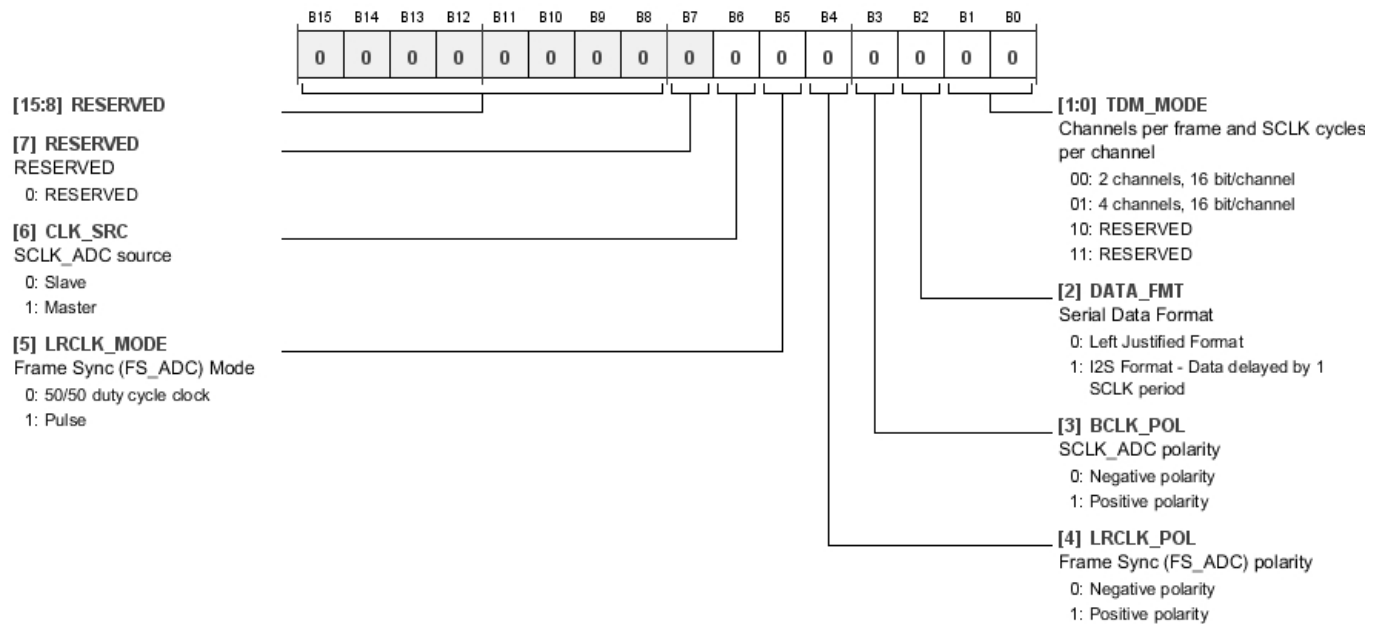 B15 B14 B13 B12 B11 B10 B9 B8 B7 B6 B5 B4 B3 B2 B1 B0
0 0 0 0 0 0 0 0 0 0 0 0 0 0 0 0
[15:8] RESERVED
[7] RESERVED
RESERVED
0: RESERVED
[6] CLK_SRC
SCLK_ADC source
0: Slave
1: Master
[5] LRCLK_MODE
Frame Sync (FS_ADC) Mode
0: 50/50 duty cycle clock
1: Pulse
[1:0] TDM_MODE
Channels per frame and SCLK cycles
per channel
00: 2 channels, 16 bit/channel
01: 4 channels, 16 bit/channel
10: RESERVED
11: RESERVED
[2] DATA_FMT
Serial Data Format
0: Left Justified Format
1: I2S Format - Data delayed by 1
SCLK period
[3] BCLK_POL
SCLK_ADC polarity
0: Negative polarity
1: Positive polarity
[4] LRCLK_POL
Frame Sync (FS_ADC) polarity
0: Negative polarity
1: Positive polarity